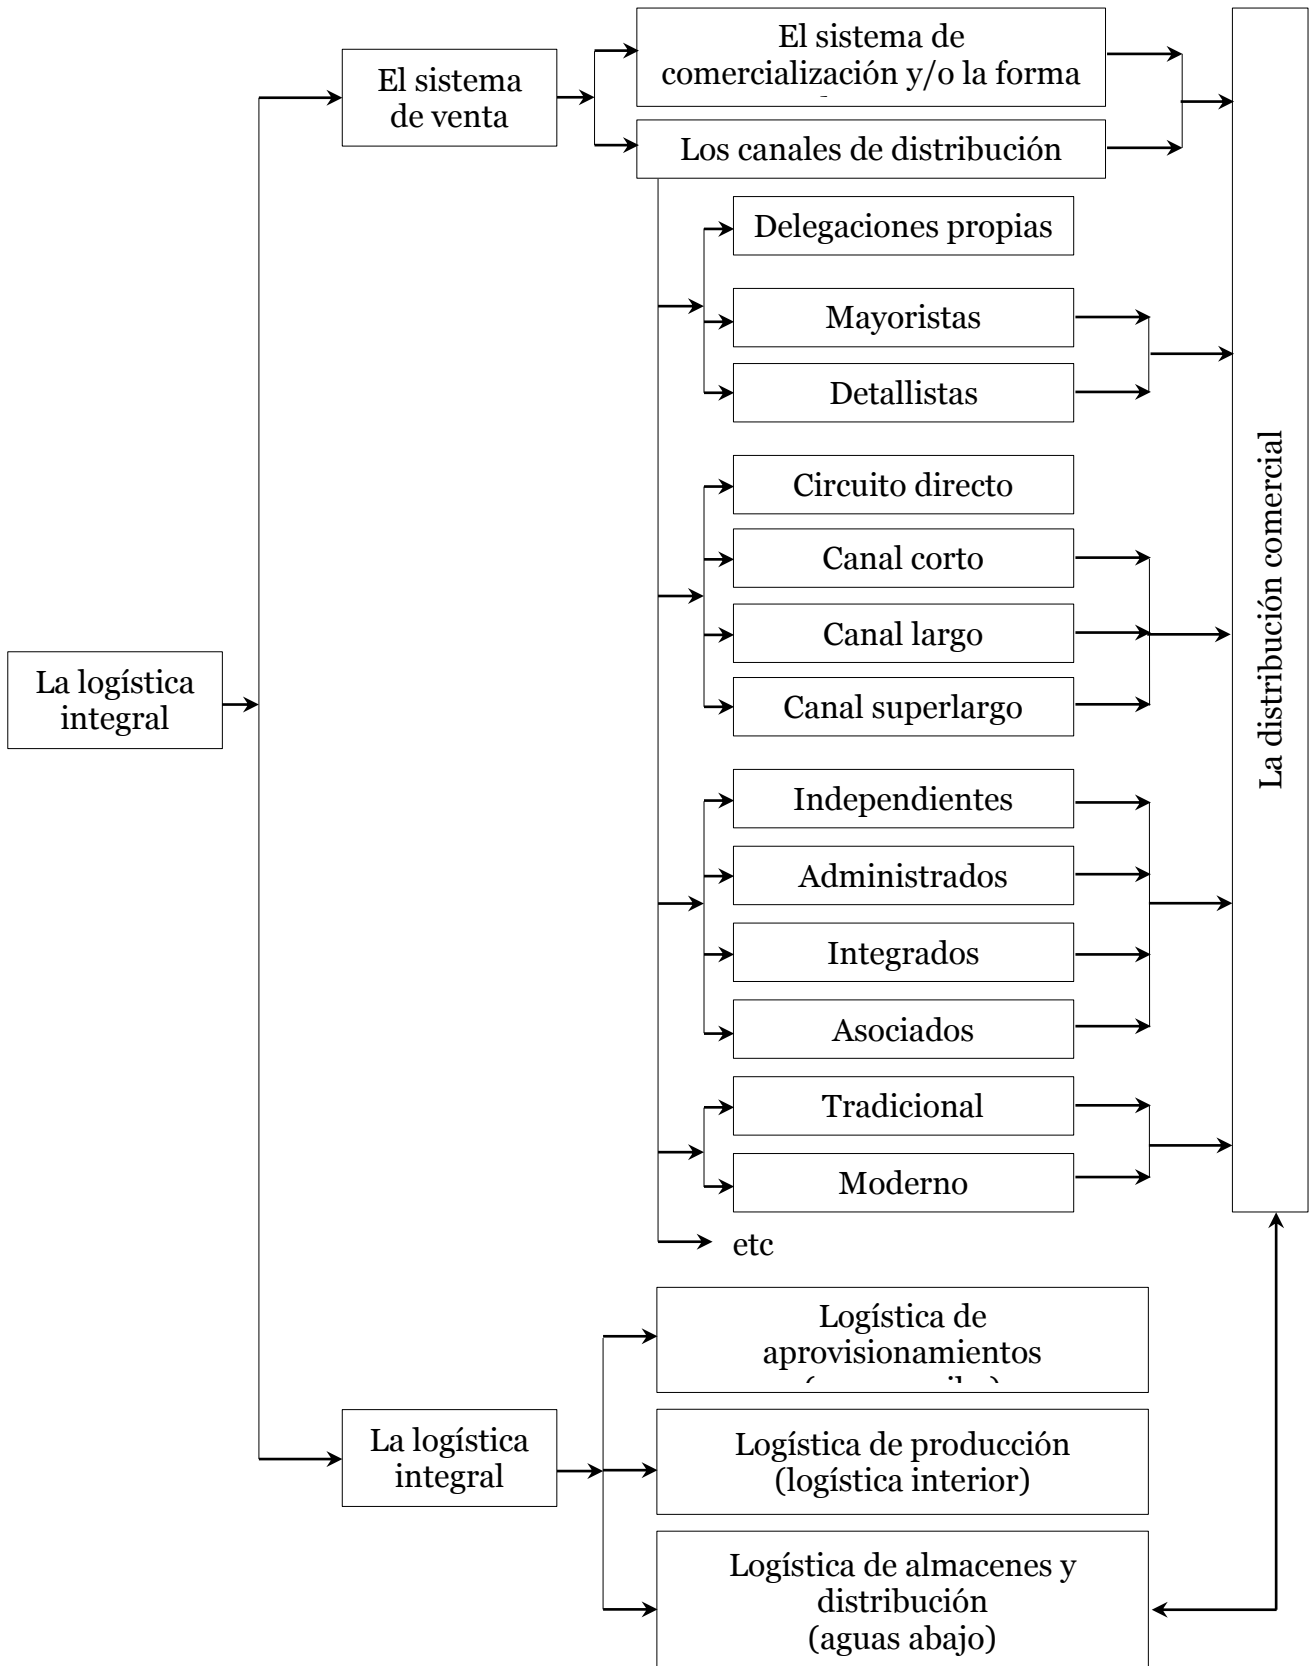 El sistema de
comercialización y/o la forma
El sistema
de venta
Los canales de distribución
Delegaciones propias
Mayoristas
Detallistas
Circuito directo
Canal corto
Canal largo
Canal superlargo
La logística
integral
Independientes
Administrados
Integrados
Asociados
Tradicional
Moderno
etc
La distribución comercial
Logística de
aprovisionamientos
La logística
integral
Logística de producción
(logística interior)
Logística de almacenes y
distribución
(aguas abajo)